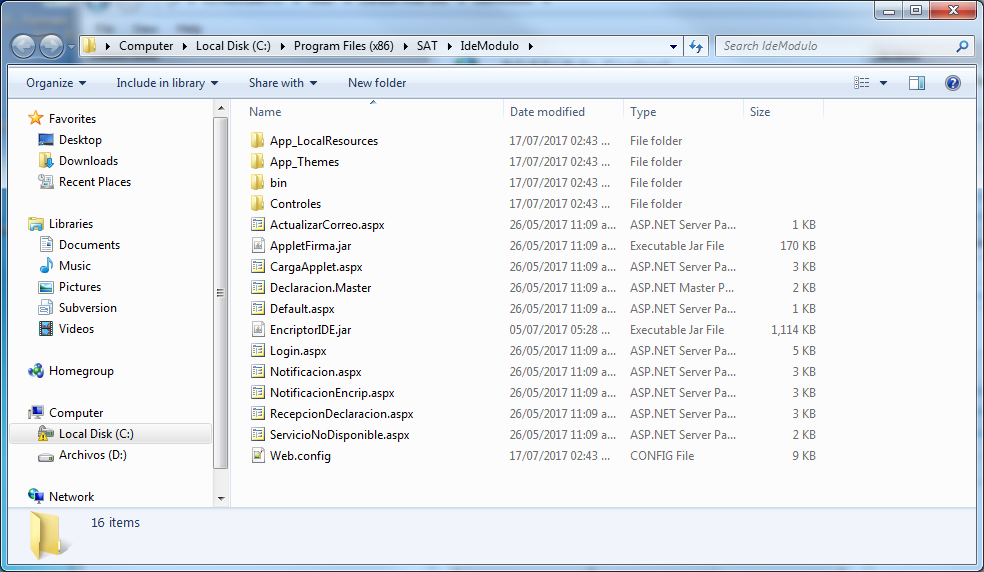 Computer Local Disk (C:) Program Files (x86) SAT IdeModulo Search IdeModulo
Organize Include in library Share with New folder
Favorites
Desktop
Downloads
Recent Places
Libraries
Documents
Music
Pictures
Subversion
Videos
Homegroup
Computer
Local Disk (C:)
Archivos (D:)
Network
Name Date modified Type Size
App_LocalResources 17/07/2017 02:43 ... File folder
App_Themes 17/07/2017 02:43 ... File folder
bin 17/07/2017 02:43 ... File folder
Controles 17/07/2017 02:43 ... File folder
ActualizarCorreo.aspx 26/05/2017 11:09 a... ASP.NET Server Pa... 1 KB
AppletFirma.jar 26/05/2017 11:09 a... Executable Jar File 170 KB
CargaApplet.aspx 26/05/2017 11:09 a... ASP.NET Server Pa... 3 KB
Declaracion.Master 26/05/2017 11:09 a... ASP.NET Master P... 2 KB
Default.aspx 26/05/2017 11:09 a... ASP.NET Server Pa... 1 KB
EncriptorIDE.jar 05/07/2017 05:28 ... Executable Jar File 1,114 KB
Login.aspx 26/05/2017 11:09 a... ASP.NET Server Pa... 5 KB
Notificacion.aspx 26/05/2017 11:09 a... ASP.NET Server Pa... 3 KB
NotificacionEncrip.aspx 26/05/2017 11:09 a... ASP.NET Server Pa... 3 KB
RecepcionDeclaracion.aspx 26/05/2017 11:09 a... ASP.NET Server Pa... 3 KB
ServicioNoDisponible.aspx 26/05/2017 11:09 a... ASP.NET Server Pa... 2 KB
Web.config 17/07/2017 02:43 ... CONFIG File 9 KB
16 items